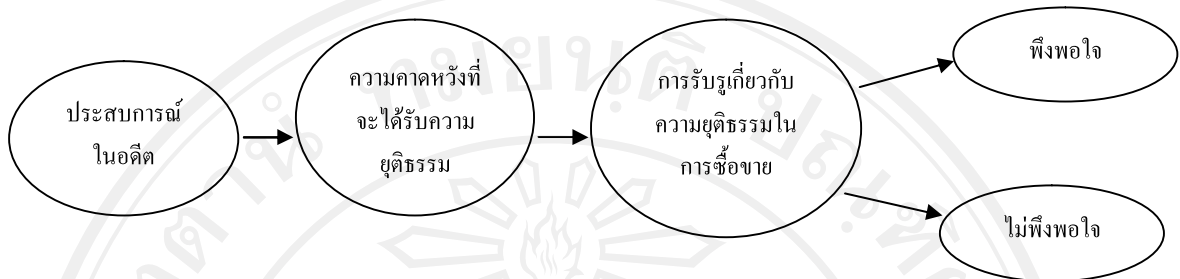 ประสบการณ์
ในอดีต
ความคาดหวังที่
จะได้รับความ
ยุติธรรม
การรับรูเกี่ยวกับ
ความยุติธรรมใน
การซื้อขาย
พึงพอใจ
ไม่พึงพอใจ